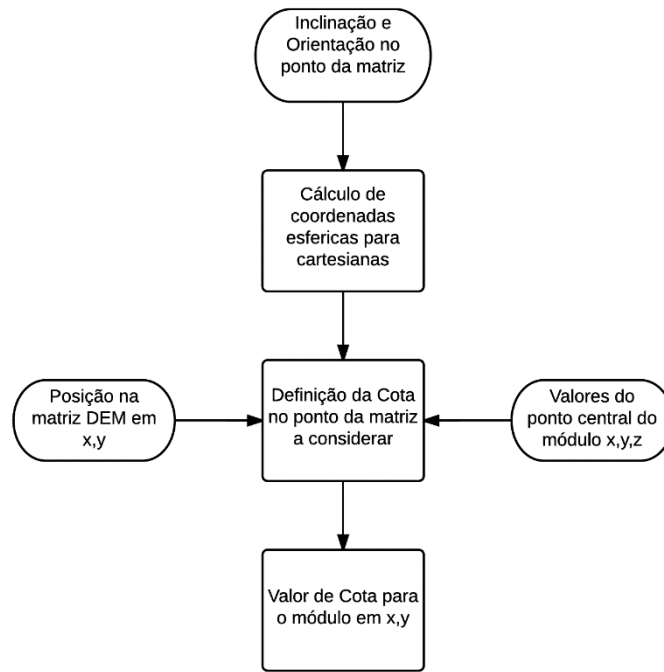 Inclinação e
Orientação no
ponto da matriz
Cálculo de
coordenadas
esfericas para
cartesianas
Posição na
matriz DEM em
x,y
Definição da Cota
no ponto da matriz
a considerar
Valores do
ponto central do
módulo x,y,z
Valor de Cota para
o módulo em x,y